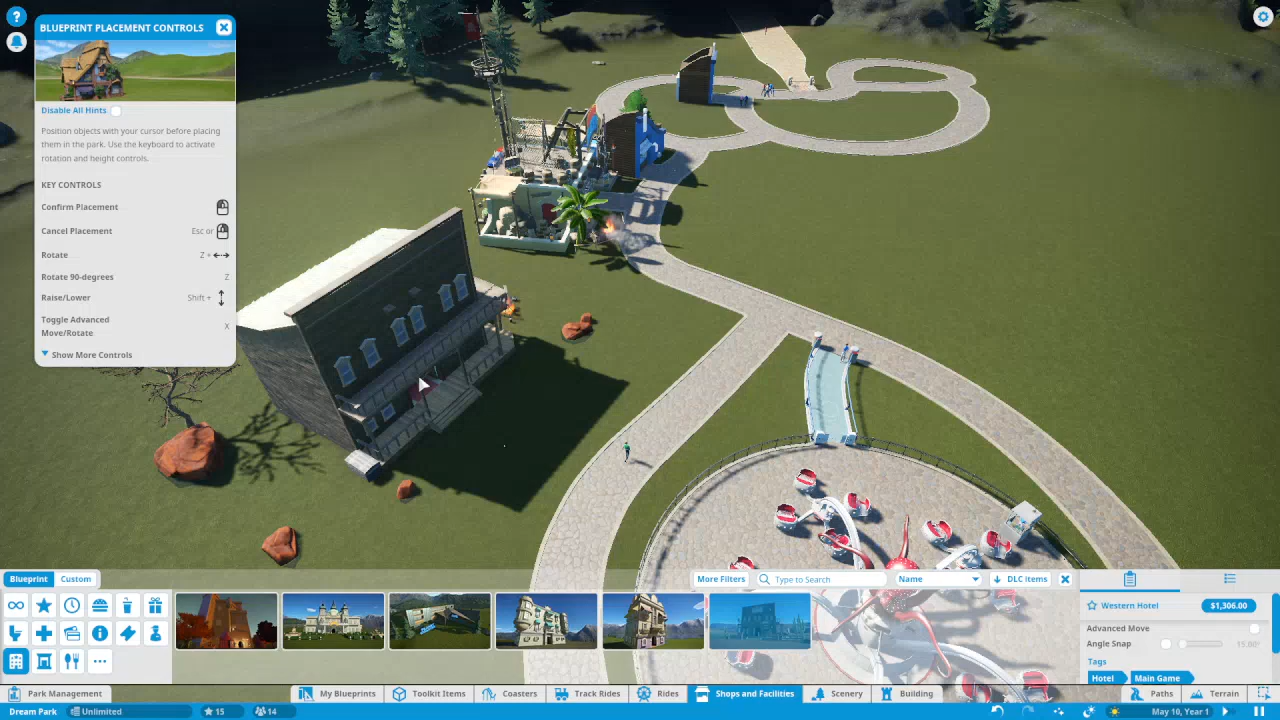 BLUEPRINT PLACEMENT CONTROLS
Disable All Hints
Position objects with your cursor before placing
them in the park. Use the keyboard to activate
rotation and height controls.
KEY CONTROLS
Confirm Placement
Cancel Placement Esc or
Rotate Z +
Rotate 90-degrees Z
Raise/Lower Shift +
Toggle Advanced
Move/Rotate X
Show More Controls
Blueprint Custom
More Filters Type to Search Name DLC Items
Western Hotel $1,306.00
Advanced Move
Angle Snap 15.00°
Tags
Hotel Main Game
Park Management My Blueprints Toolkit Items Coasters Track Rides Rides Shops and Facilities Scenery Building Paths Terrain
Dream Park Unlimited 15 14 May 10, Year 1